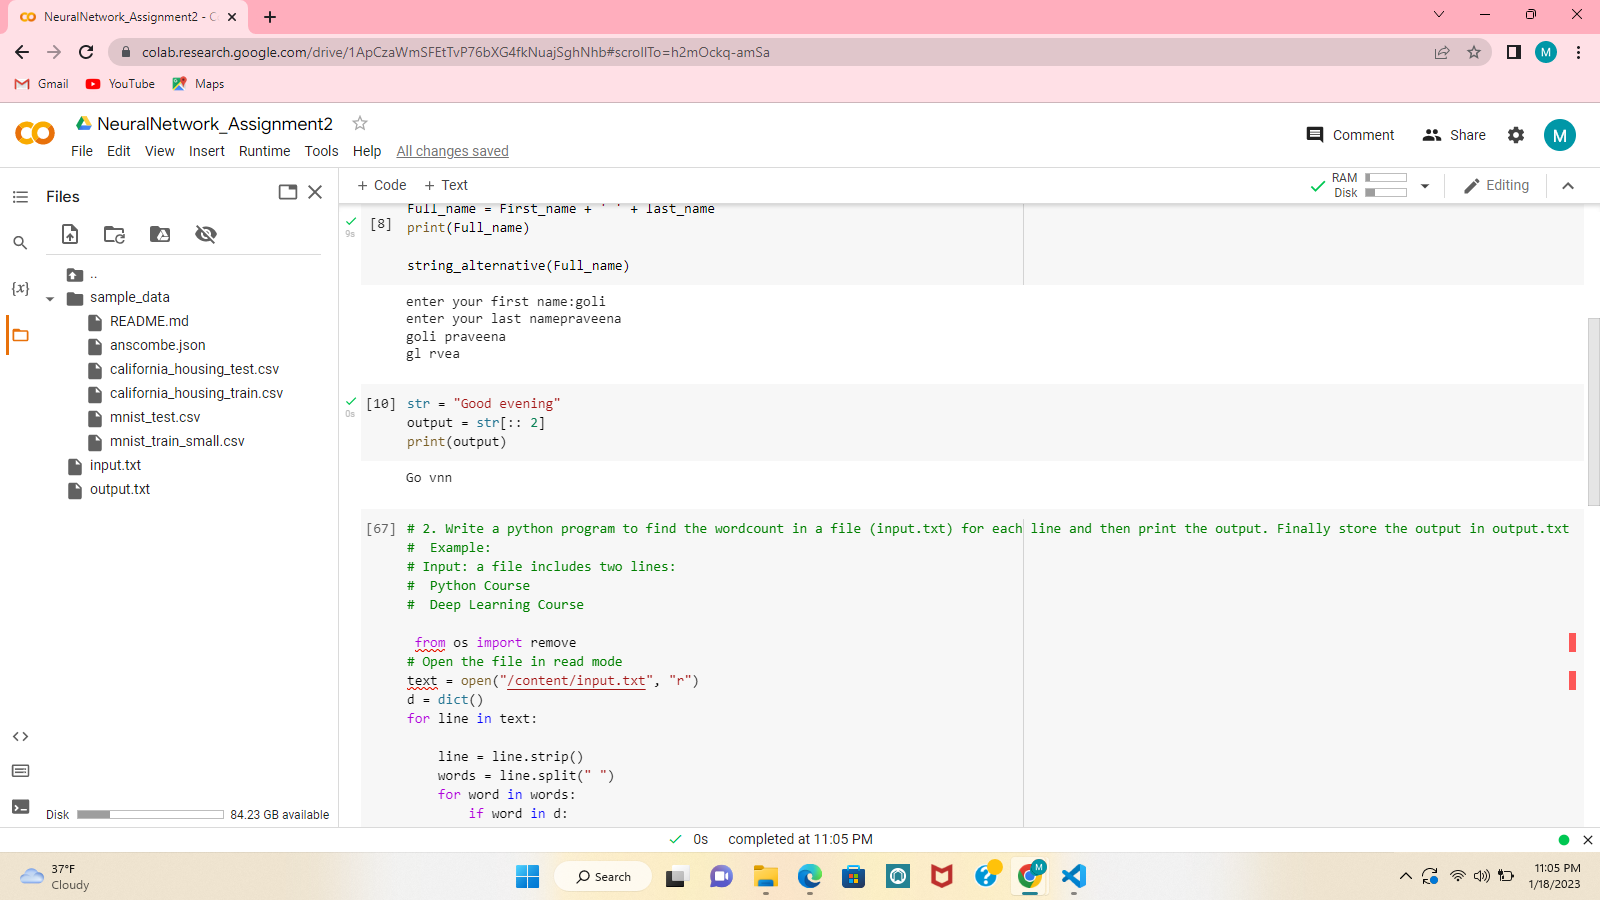 NeuralNetwork_Assignment2 - C
colab.research.google.com/drive/1ApCzaWmSFEtTvP76bXG4fkNuajSghNhb#scrollTo=h2mOckq-amSa
M
Gmail YouTube Maps
NeuralNetwork_Assignment2
Comment Share M
File Edit View Insert Runtime Tools Help All changes saved
Files
+ Code + Text
RAM
Disk
Editing
{x}
..
sample_data
README.md
anscombe.json
california_housing_test.csv
california_housing_train.csv
mnist_test.csv
mnist_train_small.csv
input.txt
output.txt
Disk 84.23 GB available
Full_name = First_name + ' ' + last_name
[8] print(Full_name)
9s
string_alternative(Full_name)
enter your first name:goli
enter your last namepraveena
goli praveena
gl rvea
[10] str = "Good evening"
0s
output = str[:: 2]
print(output)
Go vnn
[67] # 2. Write a python program to find the wordcount in a file (input.txt) for each line and then print the output. Finally store the output in output.txt
# Example:
# Input: a file includes two lines:
# Python Course
# Deep Learning Course
from os import remove
# Open the file in read mode
text = open("/content/input.txt", "r")
d = dict()
for line in text:
line = line.strip()
words = line.split(" ")
for word in words:
if word in d:
0s completed at 11:05 PM
37°F
Cloudy
Search
M
11:05 PM
1/18/2023